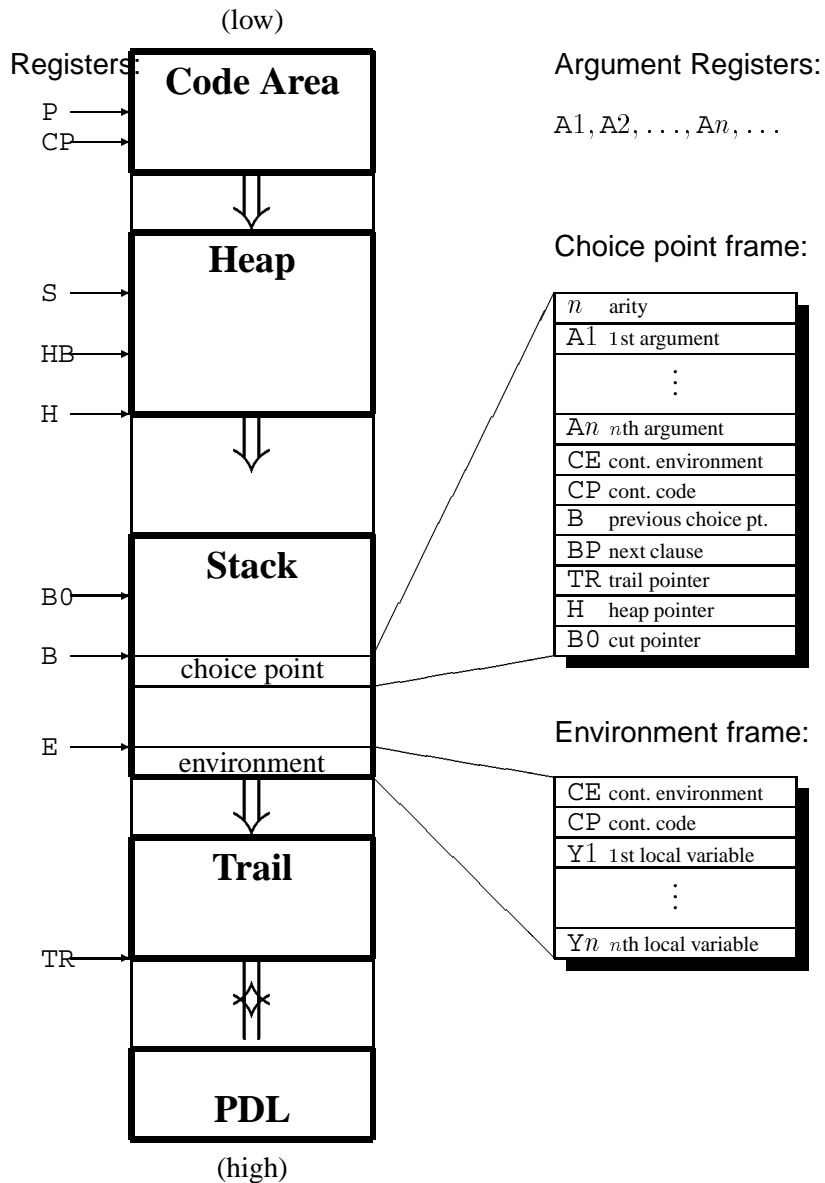 (low)
Registers:
Code Area
P
CP
Heap
S
HB
H
Stack
B0
B
choice point
E
environment
Trail
TR
PDL
(high)
Argument Registers:
A1, A2, . . . , An, . . .
Choice point frame:
n arity
A1 1st argument
⋮
An nth argument
CE cont. environment
CP cont. code
B previous choice pt.
BP next clause
TR trail pointer
H heap pointer
B0 cut pointer
Environment frame:
CE cont. environment
CP cont. code
Y1 1st local variable
⋮
Yn nth local variable